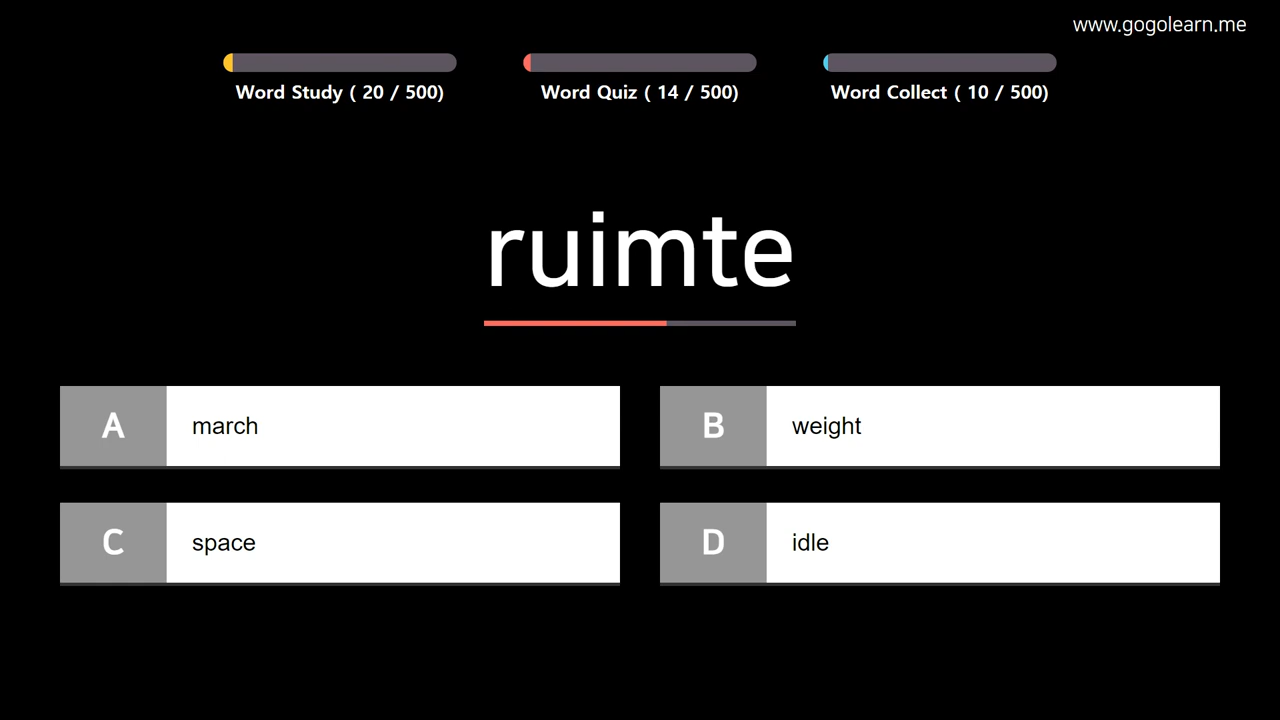 www.gogolearn.me
Word Study ( 20 / 500)
Word Quiz ( 14 / 500)
Word Collect ( 10 / 500)
ruimte
A march
B weight
C space
D idle